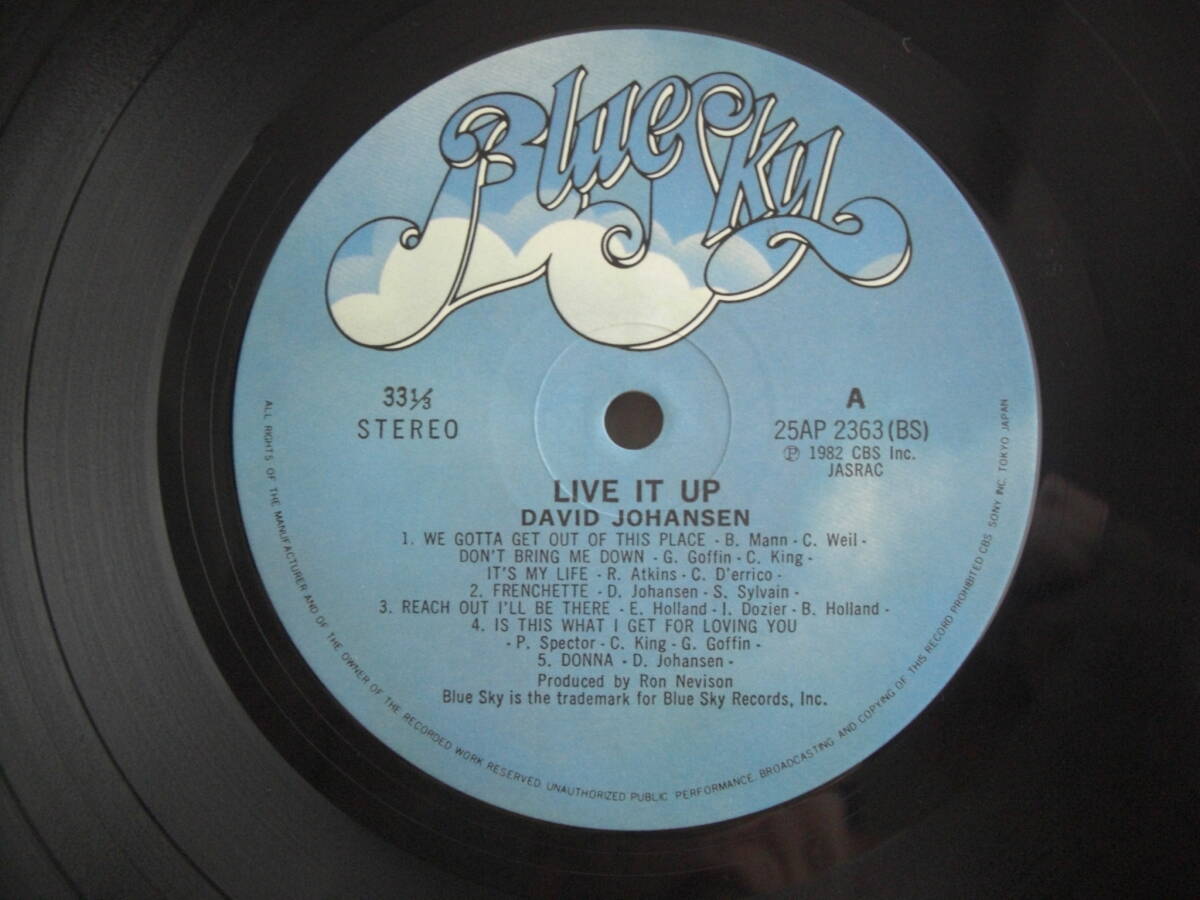 Blue Sky
33⅓
STEREO
A
25AP 2363(BS)
Ⓟ 1982 CBS Inc.
JASRAC
LIVE IT UP
DAVID JOHANSEN
1. WE GOTTA GET OUT OF THIS PLACE - B. Mann - C. Weil -
DON'T BRING ME DOWN - G. Goffin - C. King -
IT'S MY LIFE - R. Atkins - C. D'errico -
2. FRENCHETTE - D. Johansen - S. Sylvain -
3. REACH OUT I'LL BE THERE - E. Holland - I. Dozier - B. Holland -
4. IS THIS WHAT I GET FOR LOVING YOU
- P. Spector - C. King - G. Goffin -
5. DONNA - D. Johansen -
Produced by Ron Nevison
Blue Sky is the trademark for Blue Sky Records, Inc.
ALL RIGHTS OF THE MANUFACTURER AND OF THE OWNER OF THE RECORDED WORK RESERVED. UNAUTHORIZED PUBLIC PERFORMANCE, BROADCASTING AND COPYING OF THIS RECORD PROHIBITED CBS SONY INC. TOKYO JAPAN